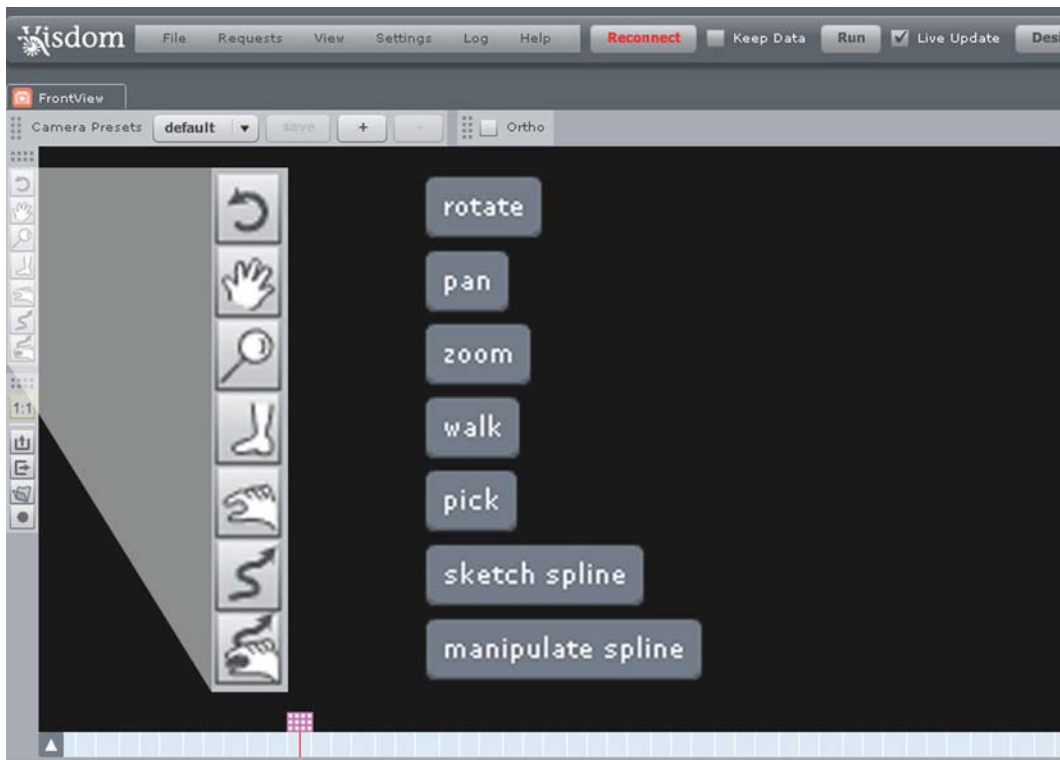 Visdom File Requests View Settings Log Help Reconnect Keep Data Run Live Update
FrontView
Camera Presets default save + - Ortho
rotate
pan
zoom
walk
1:1
pick
sketch spline
manipulate spline